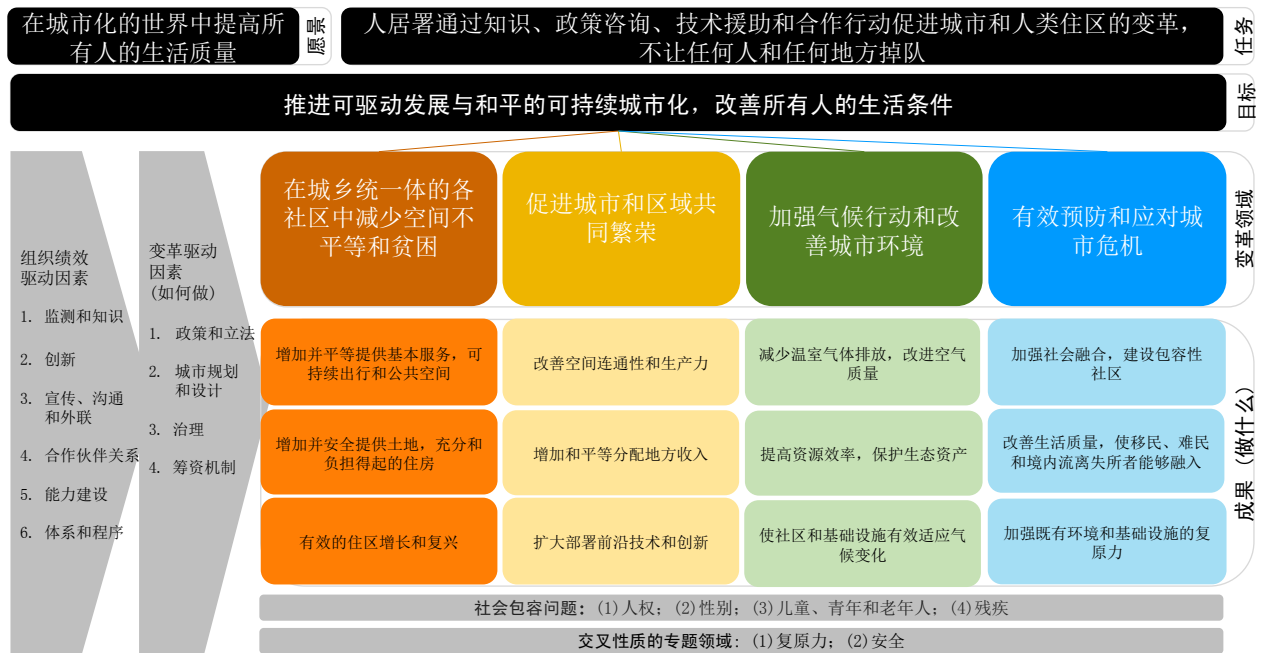 在城市化的世界中提高所
有人的生活质量
愿景
人居署通过知识、政策咨询、技术援助和合作行动促进城市和人类住区的变革，
不让任何人和任何地方掉队
任务
推进可驱动发展与和平的可持续城市化，改善所有人的生活条件
目标
组织绩效
驱动因素
1. 监测和知识
2. 创新
3. 宣传、沟通
和外联
4. 合作伙伴关系
5. 能力建设
6. 体系和程序
变革驱动
因素
(如何做)
1. 政策和立法
2. 城市规划
和设计
3. 治理
4. 筹资机制
在城乡统一体的各
社区中减少空间不
平等和贫困
促进城市和区域共
同繁荣
加强气候行动和改
善城市环境
有效预防和应对城
市危机
变革领域
增加并平等提供基本服务，可
持续出行和公共空间
改善空间连通性和生产力
减少温室气体排放，改进空气
质量
加强社会融合，建设包容性
社区
增加并安全提供土地，充分和
负担得起的住房
增加和平等分配地方收入
提高资源效率，保护生态资产
改善生活质量，使移民、难民
和境内流离失所者能够融入
有效的住区增长和复兴
扩大部署前沿技术和创新
使社区和基础设施有效适应气
候变化
加强既有环境和基础设施的复
原力
成果（做什么）
社会包容问题：(1)人权；(2)性别；(3)儿童、青年和老年人；(4)残疾
交叉性质的专题领域：(1)复原力；(2)安全